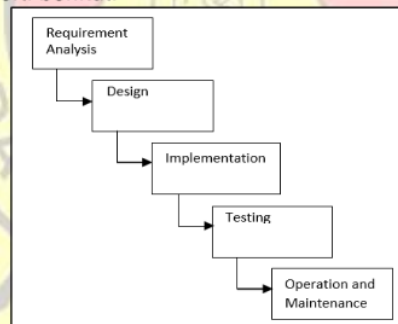 Requirement
Analysis
Design
Implementation
Testing
Operation and
Maintenance